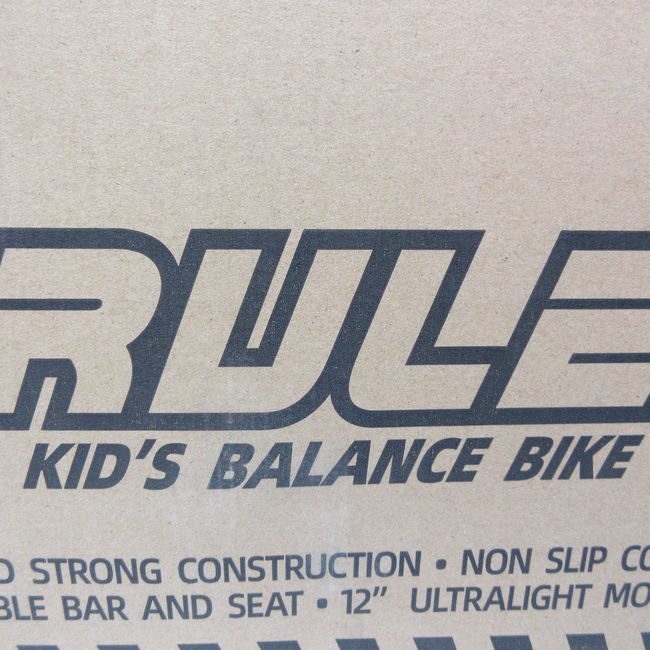 RULE
KID'S BALANCE BIKE
STRONG CONSTRUCTION • NON SLIP
BAR AND SEAT • 12" ULTRALIGHT